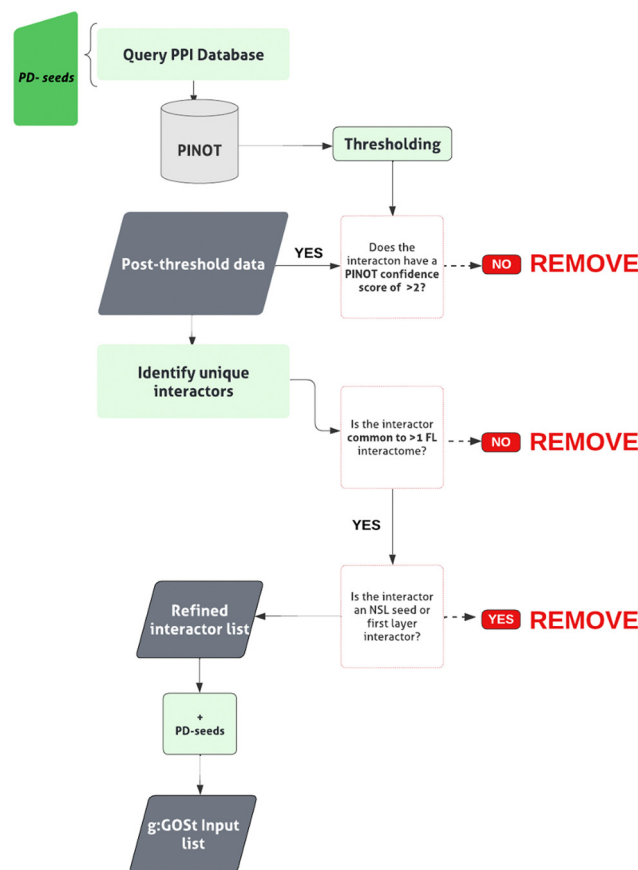 Query PPI Database
PD- seeds
PINOT
Thresholding
Post-threshold data
YES
Does the
interacton have a
PINOT confidence
score of >2?
NO
REMOVE
Identify unique
interactors
Is the interactor
common to >1 FL
interactome?
NO
REMOVE
YES
Is the interactor
an NSL seed or
first layer
interactor?
YES
REMOVE
Refined
interactor list
+
PD-seeds
g:GOSt Input
list